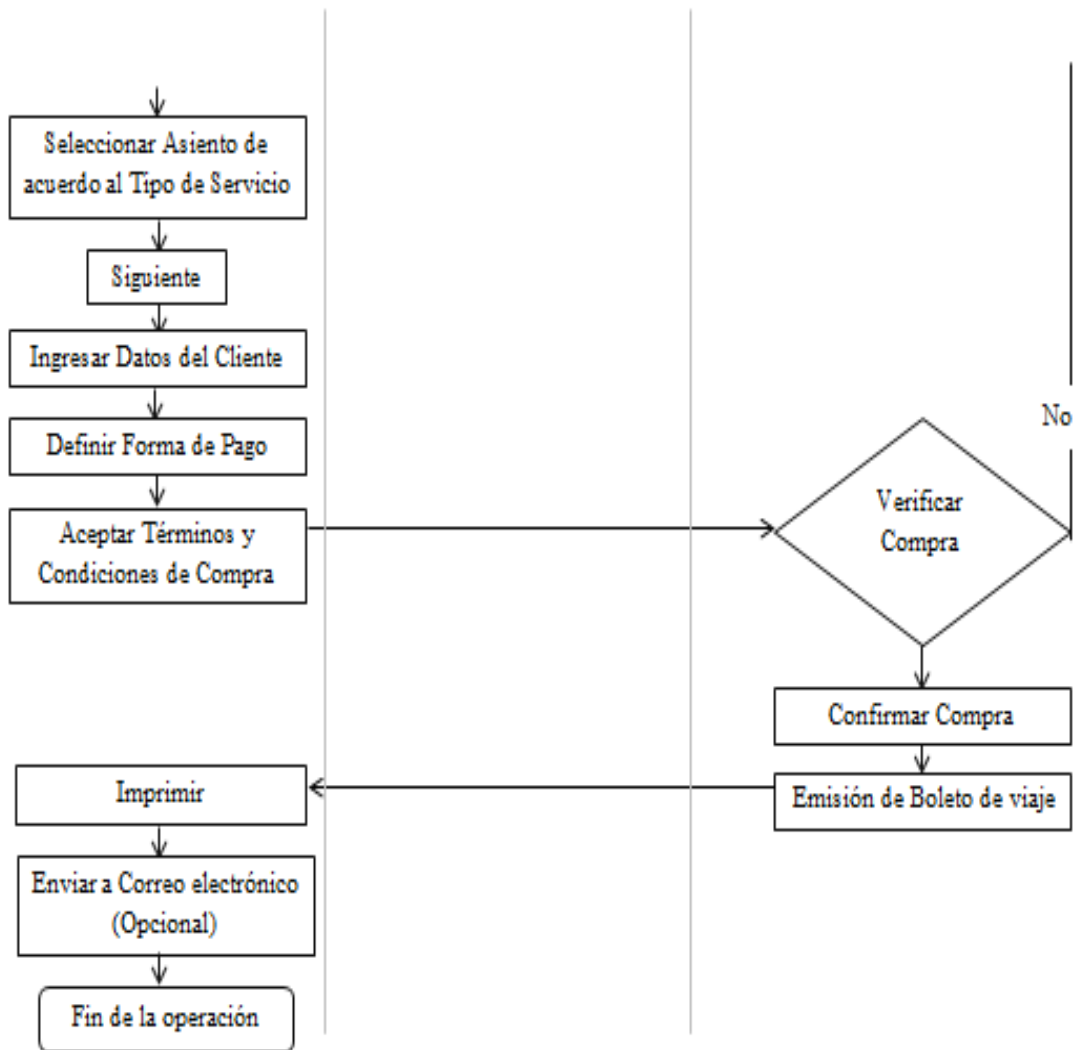 Seleccionar Asiento de
acuerdo al Tipo de Servicio
Siguiente
Ingresar Datos del Cliente
Definir Forma de Pago
Aceptar Términos y
Condiciones de Compra
No
Verificar
Compra
Confirmar Compra
Emisión de Boleto de viaje
Imprimir
Enviar a Correo electrónico
(Opcional)
Fin de la operación